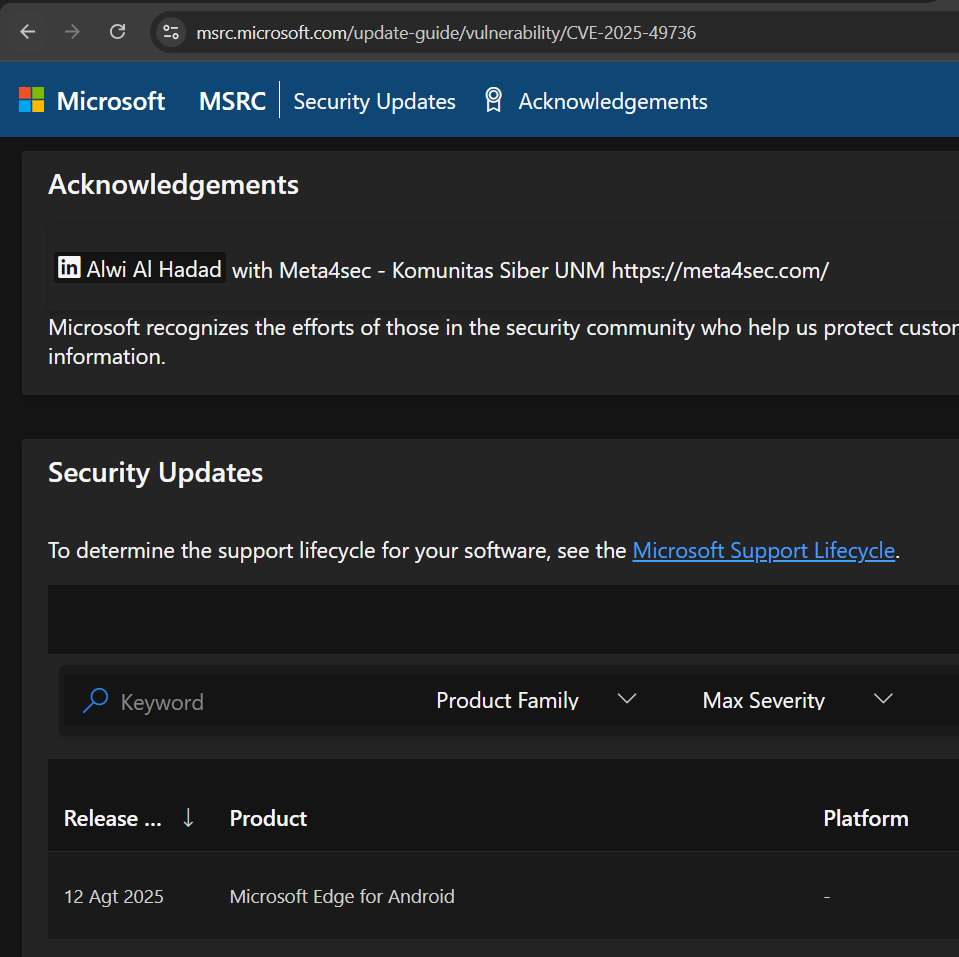 msrc.microsoft.com/update-guide/vulnerability/CVE-2025-49736
Microsoft MSRC Security Updates Acknowledgements
Acknowledgements
in Alwi Al Hadad with Meta4sec - Komunitas Siber UNM https://meta4sec.com/
Microsoft recognizes the efforts of those in the security community who help us protect custor
information.
Security Updates
To determine the support lifecycle for your software, see the Microsoft Support Lifecycle.
Keyword Product Family Max Severity
Release ... ↓ Product Platform
12 Agt 2025 Microsoft Edge for Android -